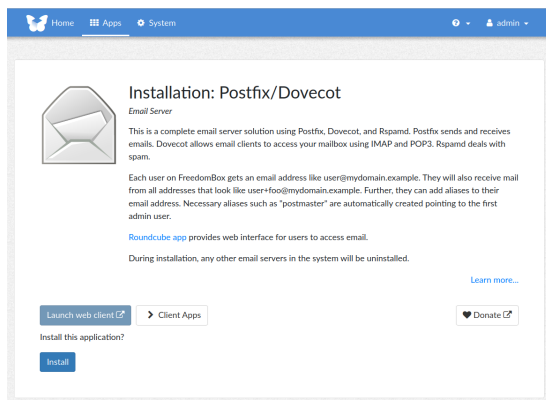 Home Apps System admin
Installation: Postfix/Dovecot
Email Server
This is a complete email server solution using Postfix, Dovecot, and Rspamd. Postfix sends and receives
emails. Dovecot allows email clients to access your mailbox using IMAP and POP3. Rspamd deals with
spam.
Each user on FreedomBox gets an email address like user@mydomain.example. They will also receive mail
from all addresses that look like user+foo@mydomain.example. Further, they can add aliases to their
email address. Necessary aliases such as "postmaster" are automatically created pointing to the first
admin user.
Roundcube app provides web interface for users to access email.
During installation, any other email servers in the system will be uninstalled.
Learn more...
Launch web client Client Apps Donate
Install this application?
Install